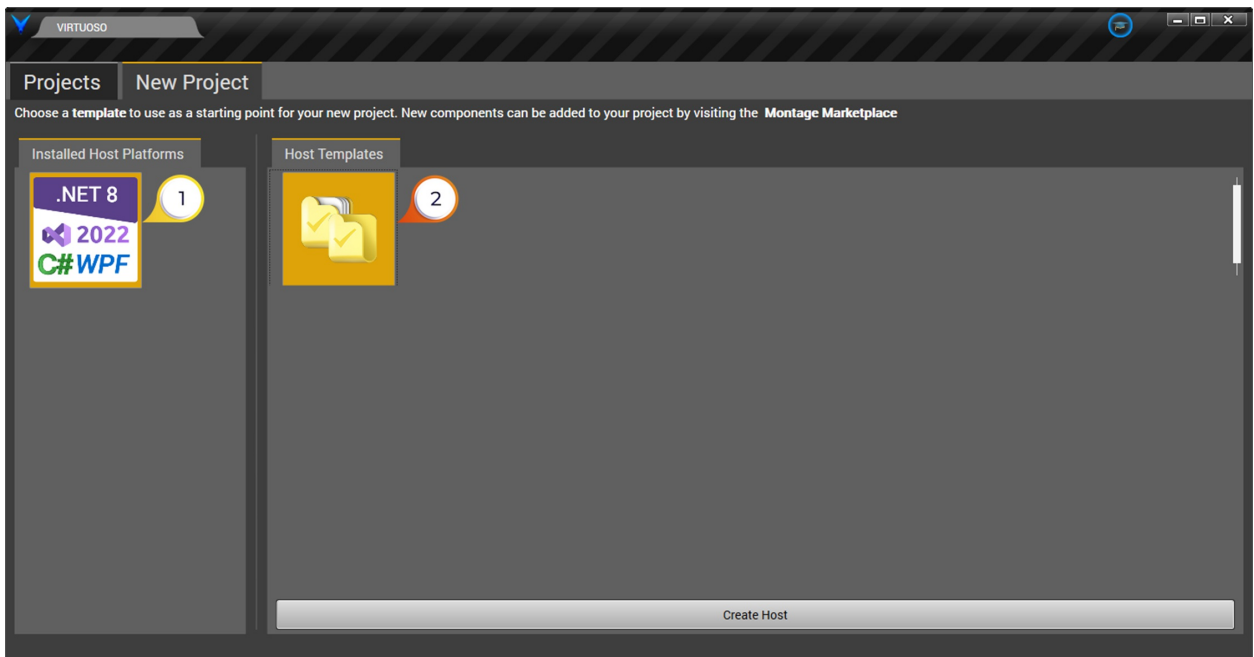 VIRTUOSO
Projects
New Project
Choose a template to use as a starting point for your new project. New components can be added to your project by visiting the Montage Marketplace
Installed Host Platforms
Host Templates
.NET 8
2022
C# WPF
1
2
Create Host